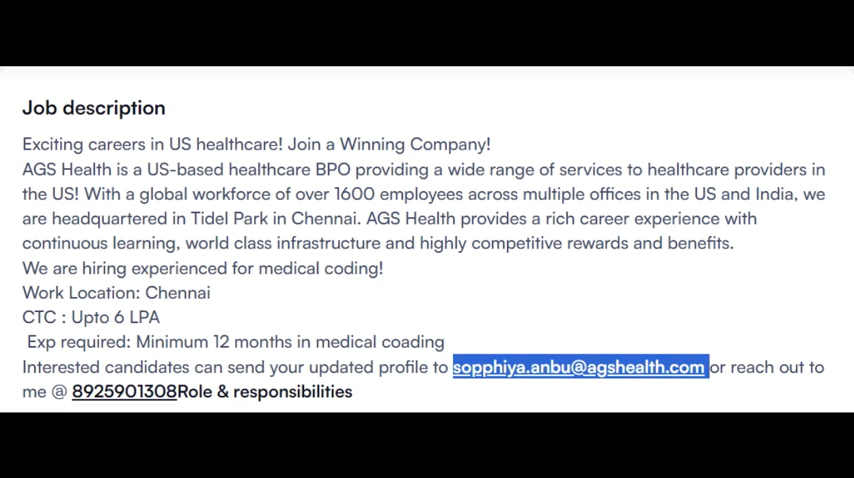 Job description
Exciting careers in US healthcare! Join a Winning Company!
AGS Health is a US-based healthcare BPO providing a wide range of services to healthcare providers in
the US! With a global workforce of over 1600 employees across multiple offices in the US and India, we
are headquartered in Tidel Park in Chennai. AGS Health provides a rich career experience with
continuous learning, world class infrastructure and highly competitive rewards and benefits.
We are hiring experienced for medical coding!
Work Location: Chennai
CTC : Upto 6 LPA
Exp required: Minimum 12 months in medical coading
Interested candidates can send your updated profile to sopphiya.anbu@agshealth.com or reach out to
me @ 8925901308Role & responsibilities